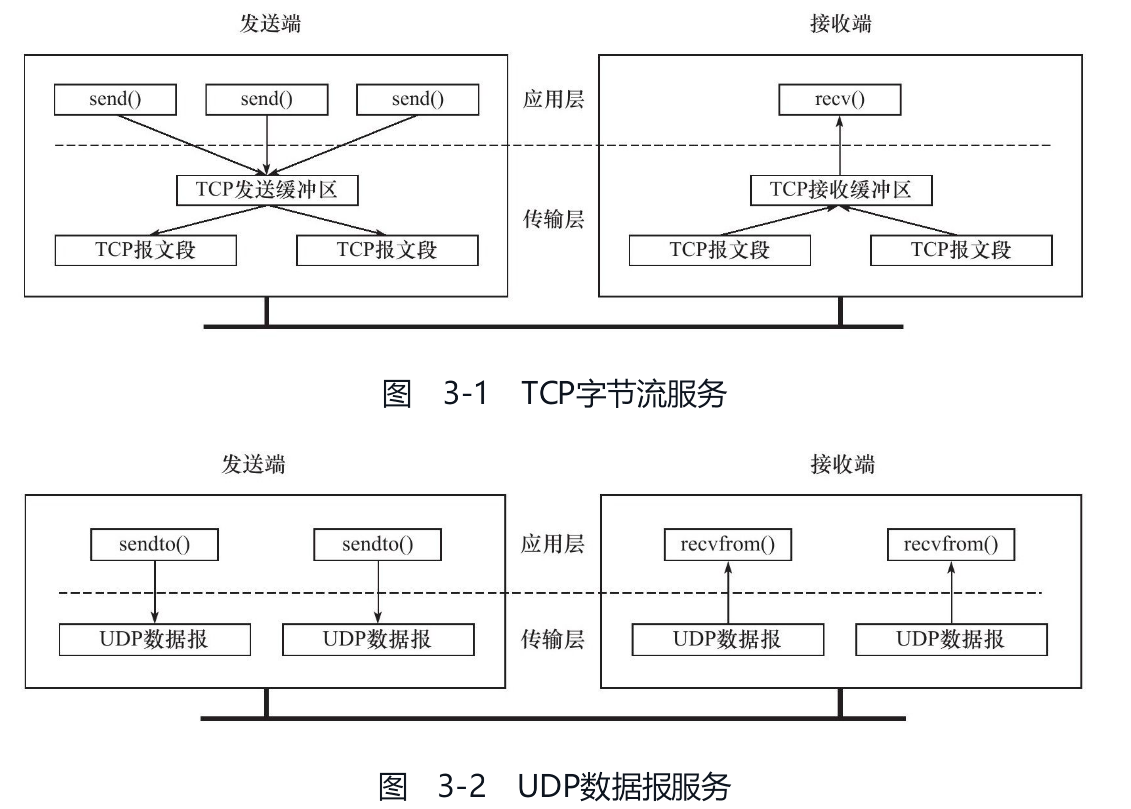 发送端 接收端
send() send() send() 应用层 recv()
TCP发送缓冲区 TCP接收缓冲区
传输层
TCP报文段 TCP报文段 TCP报文段 TCP报文段
图 3-1 TCP字节流服务
发送端 接收端
sendto() sendto() 应用层 recvfrom() recvfrom()
UDP数据报 UDP数据报 传输层 UDP数据报 UDP数据报
图 3-2 UDP数据报服务